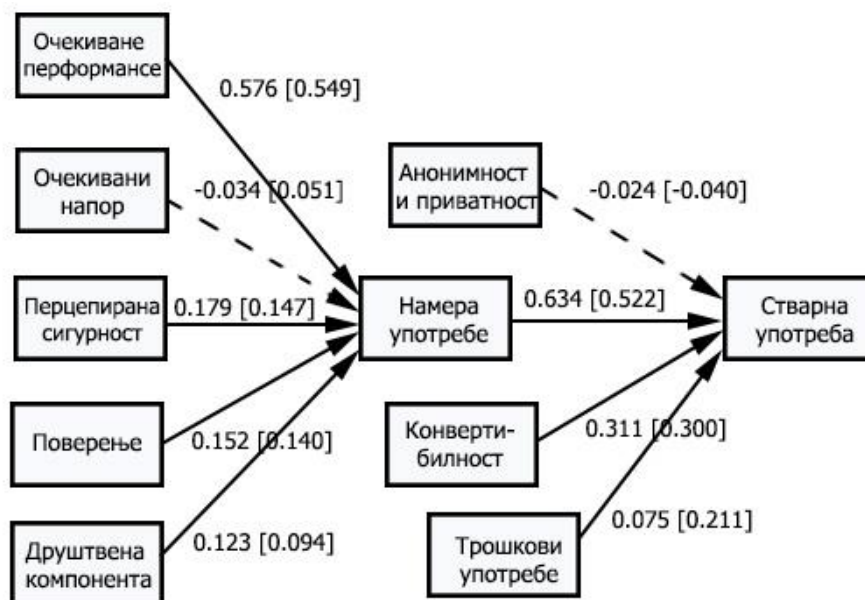 Очекиване
перформансе
0.576 [0.549]
Очекивани
напор
-0.034 [0.051]
Анонимност
и приватност
-0.024 [-0.040]
Перцепирана
сигурност
0.179 [0.147]
Намера
употребе
0.634 [0.522]
Стварна
употреба
Поверење
0.152 [0.140]
Конверти-
билност
0.311 [0.300]
Друштвена
компонента
0.123 [0.094]
Трошкови
употребе
0.075 [0.211]